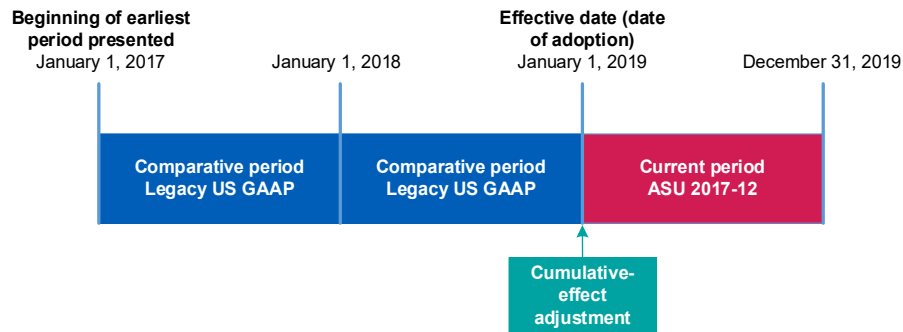 Beginning of earliest
period presented
January 1, 2017
January 1, 2018
Effective date (date
of adoption)
January 1, 2019
December 31, 2019
Comparative period
Legacy US GAAP
Comparative period
Legacy US GAAP
Current period
ASU 2017-12
Cumulative-
effect
adjustment